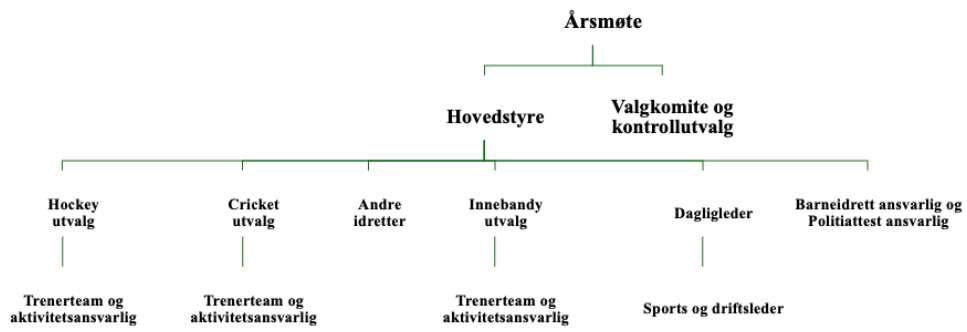 Årsmøte
Valgkomite og
kontrollutvalg
Hovedstyre
Hockey
utvalg
Cricket
utvalg
Andre
idretter
Innebandy
utvalg
Dagligleder
Barneidrett ansvarlig og
Politiattest ansvarlig
Trenerteam og
aktivitetsansvarlig
Trenerteam og
aktivitetsansvarlig
Trenerteam og
aktivitetsansvarlig
Sports og driftsleder